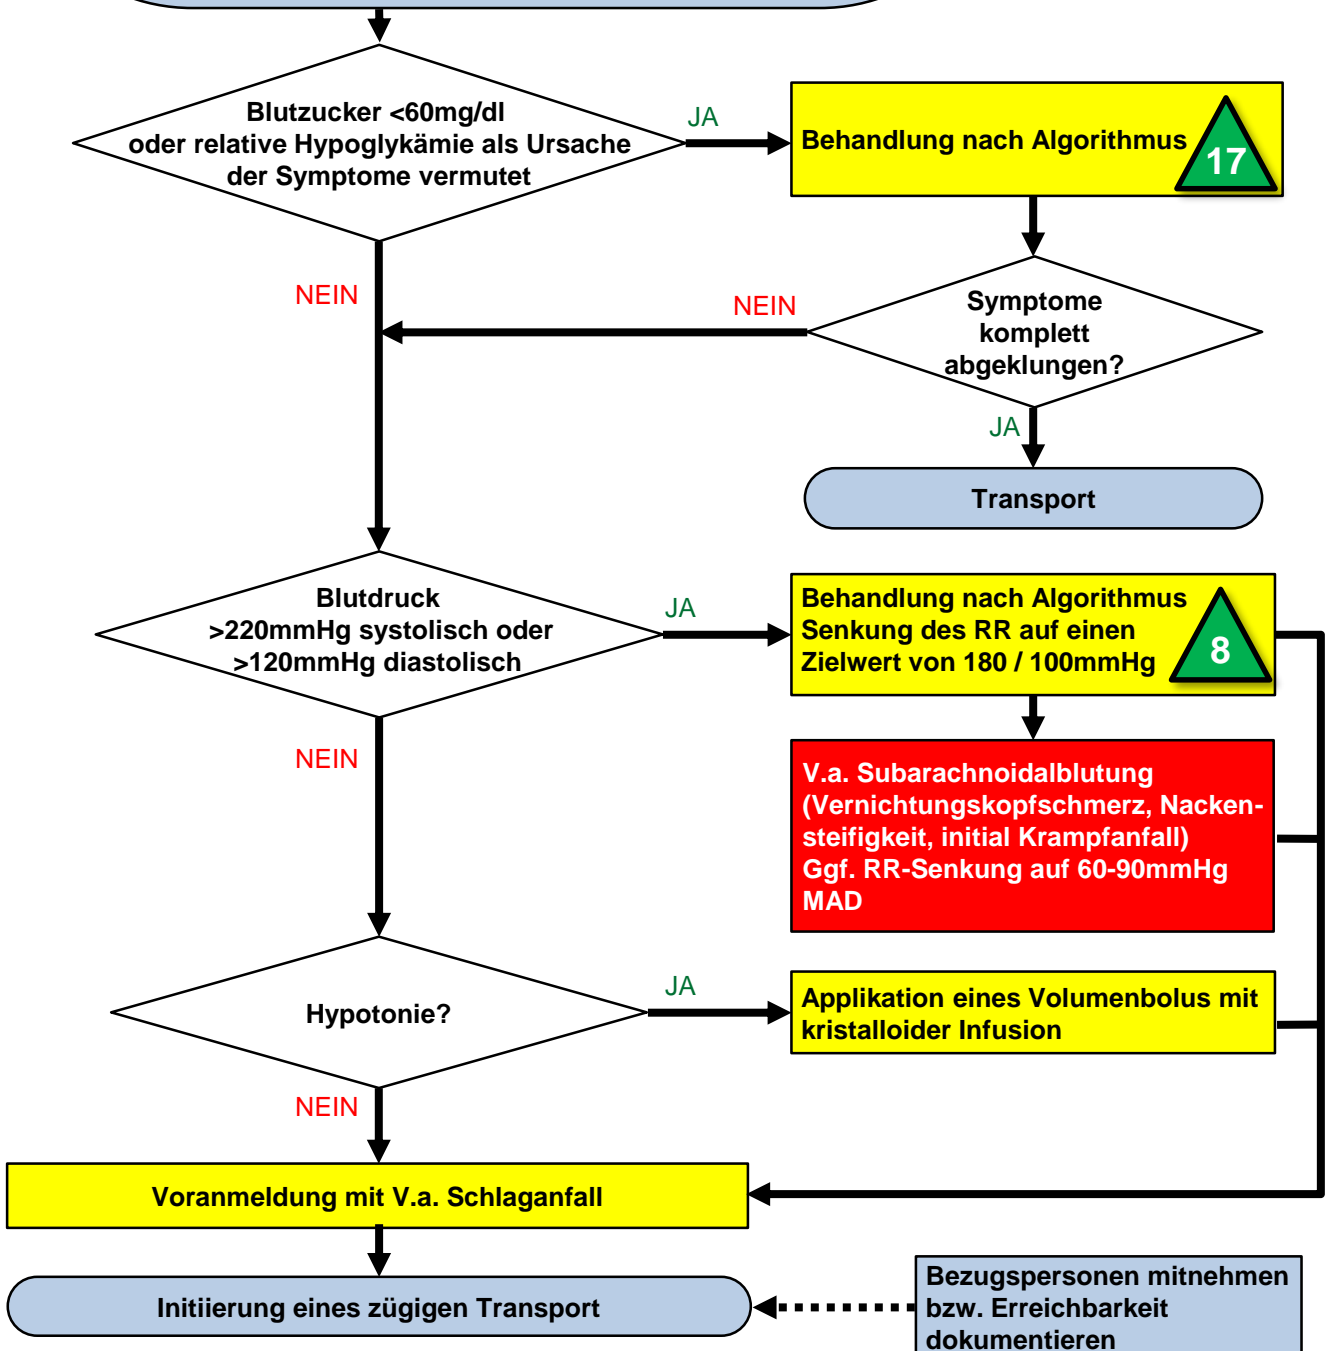 Blutzucker <60mg/dl
oder relative Hypoglykämie als Ursache
der Symptome vermutet
JA
Behandlung nach Algorithmus
17
NEIN
NEIN
Symptome
komplett
abgeklungen?
JA
Transport
Blutdruck
>220mmHg systolisch oder
>120mmHg diastolisch
JA
Behandlung nach Algorithmus
Senkung des RR auf einen
Zielwert von 180 / 100mmHg
8
NEIN
V.a. Subarachnoidalblutung
(Vernichtungskopfschmerz, Nacken-
steifigkeit, initial Krampfanfall)
Ggf. RR-Senkung auf 60-90mmHg
MAD
Hypotonie?
JA
Applikation eines Volumenbolus mit
kristalloider Infusion
NEIN
Voranmeldung mit V.a. Schlaganfall
Initiierung eines zügigen Transport
Bezugspersonen mitnehmen
bzw. Erreichbarkeit
dokumentieren